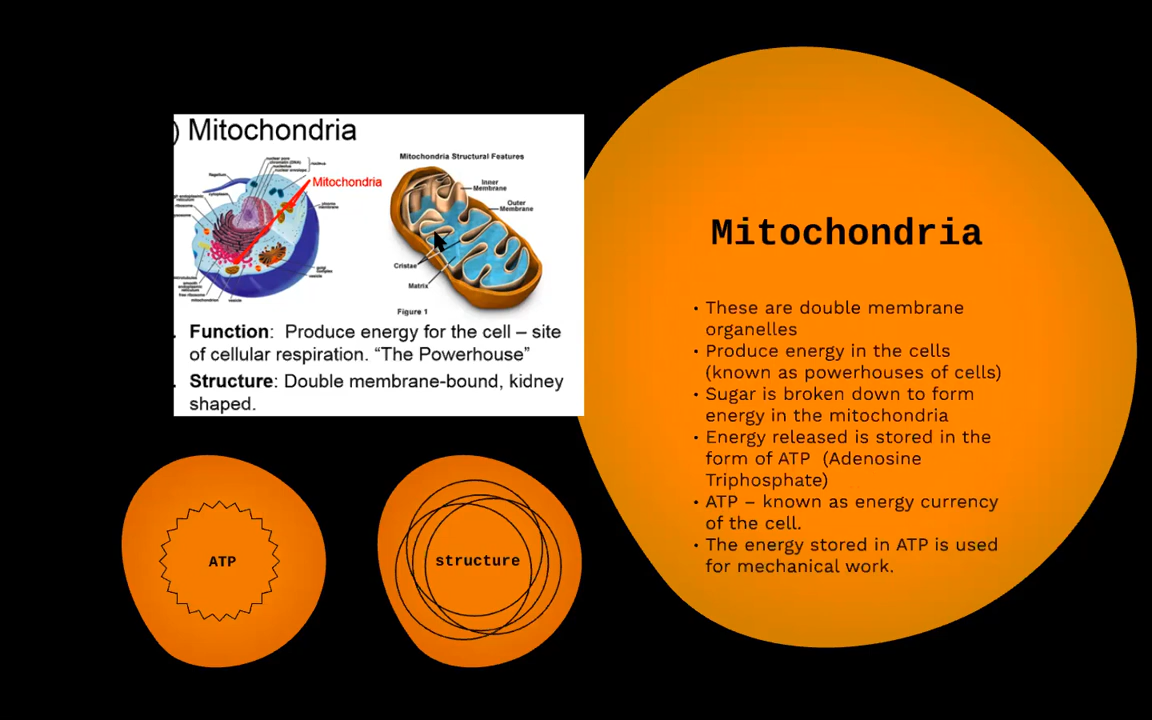 ) Mitochondria
Mitochondria Structural Features
Mitochondria
Inner
Membrane
Outer
Membrane
Cristae
Matrix
Figure 1
Function: Produce energy for the cell – site
of cellular respiration. “The Powerhouse”
Structure: Double membrane-bound, kidney
shaped.
Mitochondria
• These are double membrane
organelles
• Produce energy in the cells
(known as powerhouses of cells)
• Sugar is broken down to form
energy in the mitochondria
• Energy released is stored in the
form of ATP (Adenosine
Triphosphate)
• ATP – known as energy currency
of the cell.
• The energy stored in ATP is used
for mechanical work.
ATP
structure